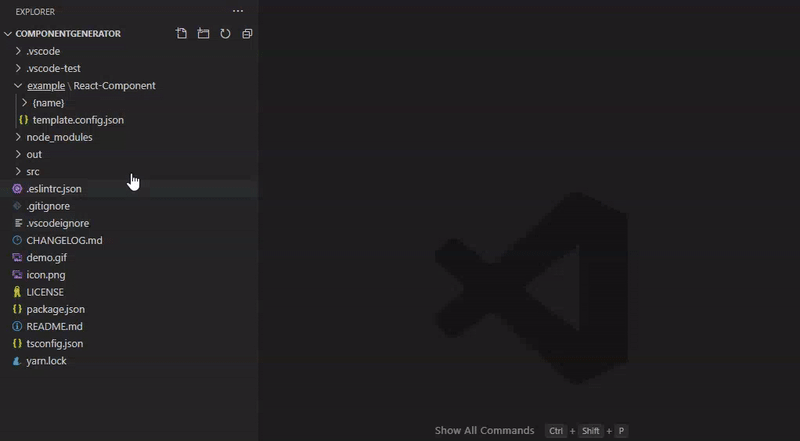 EXPLORER
COMPONENTGENERATOR
.vscode
.vscode-test
example \ React-Component
{name}
{} template.config.json
node_modules
out
src
.eslintrc.json
.gitignore
.vscodeignore
CHANGELOG.md
demo.gif
icon.png
LICENSE
{} package.json
README.md
{} tsconfig.json
yarn.lock
Show All Commands Ctrl + Shift + P